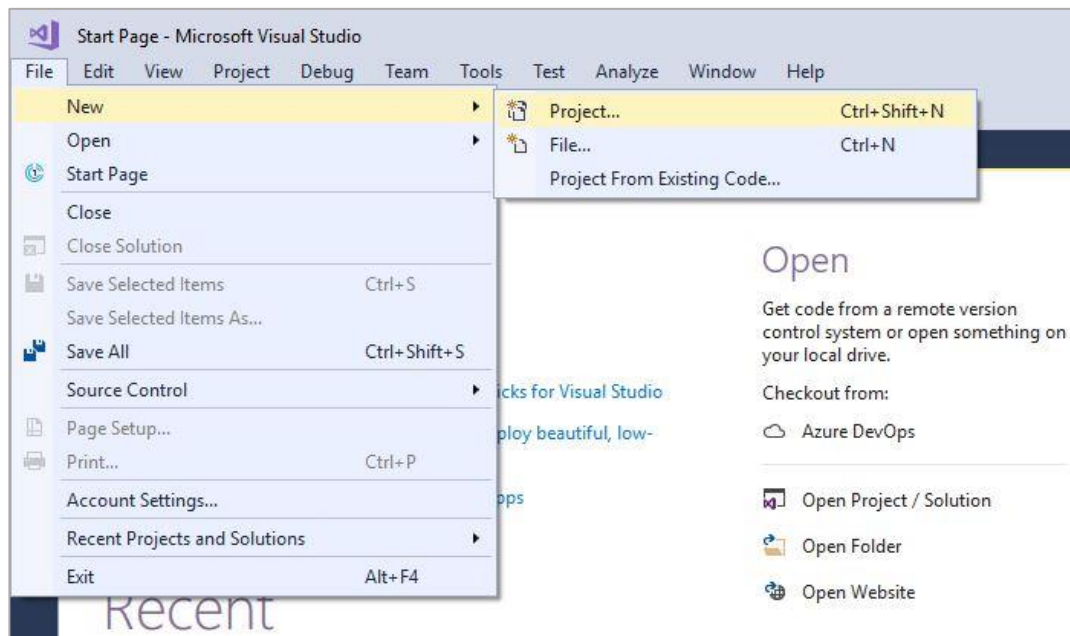 Start Page - Microsoft Visual Studio
File Edit View Project Debug Team Tools Test Analyze Window Help
New
Open
Start Page
Close
Close Solution
Save Selected Items Ctrl+S
Save Selected Items As...
Save All Ctrl+Shift+S
Source Control
Page Setup...
Print... Ctrl+P
Account Settings...
Recent Projects and Solutions
Exit Alt+F4
Project... Ctrl+Shift+N
File... Ctrl+N
Project From Existing Code...
for Visual Studio
beautiful, low-
Recent
Open
Get code from a remote version
control system or open something on
your local drive.
Checkout from:
Azure DevOps
Open Project / Solution
Open Folder
Open Website